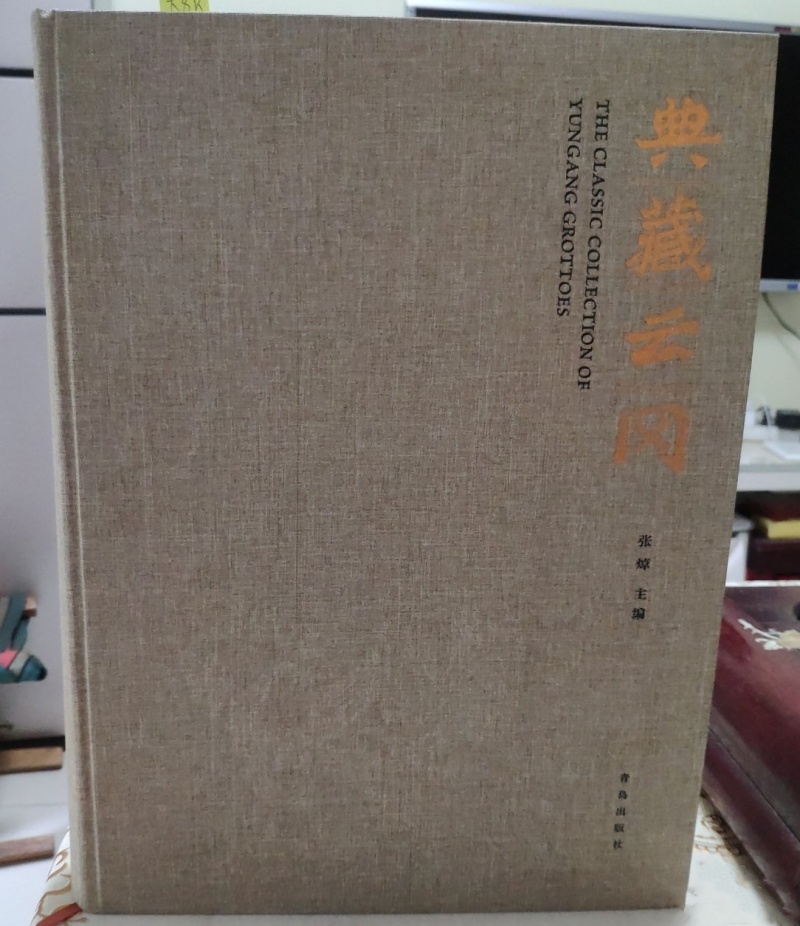 典藏云冈
THE CLASSIC COLLECTION OF
YUNGANG GROTTOES
张焯 主编
青岛出版社